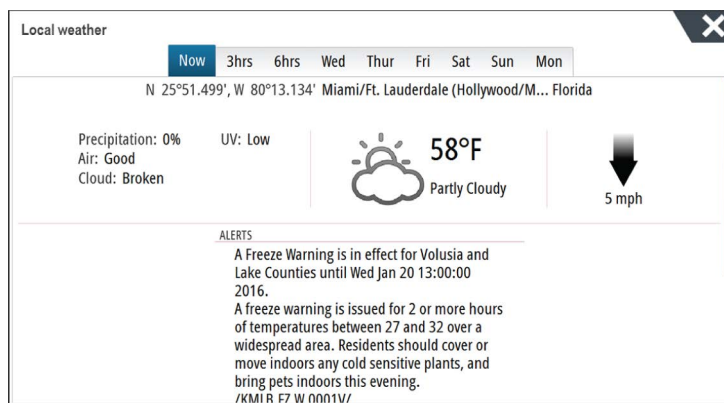 Local weather
Now 3hrs 6hrs Wed Thur Fri Sat Sun Mon
N 25°51.499', W 80°13.134' Miami/Ft. Lauderdale (Hollywood/M... Florida
Precipitation: 0% UV: Low
Air: Good
Cloud: Broken
58°F
Partly Cloudy
5 mph
ALERTS
A Freeze Warning is in effect for Volusia and
Lake Counties until Wed Jan 20 13:00:00
2016.
A freeze warning is issued for 2 or more hours
of temperatures between 27 and 32 over a
widespread area. Residents should cover or
move indoors any cold sensitive plants, and
bring pets indoors this evening.
/KMLB.FZ.W.0001V/